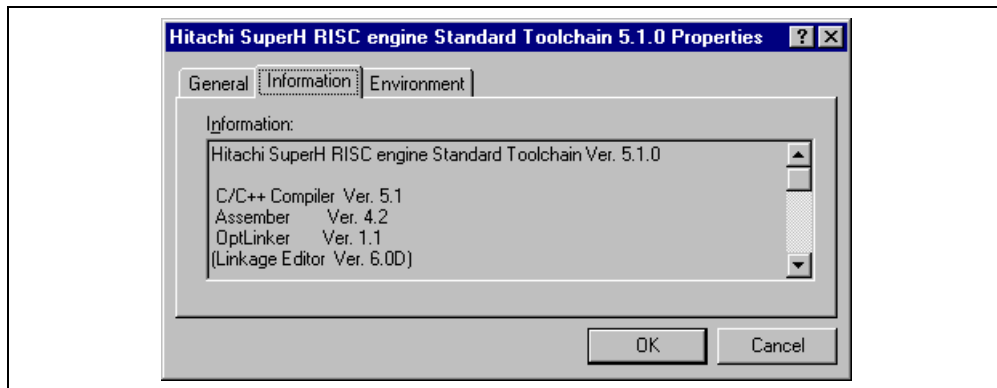 Hitachi SuperH RISC engine Standard Toolchain 5.1.0 Properties
General Information Environment
Information:
Hitachi SuperH RISC engine Standard Toolchain Ver. 5.1.0
C/C++ Compiler Ver. 5.1
Assember Ver. 4.2
OptLinker Ver. 1.1
(Linkage Editor Ver. 6.0D)
OK Cancel